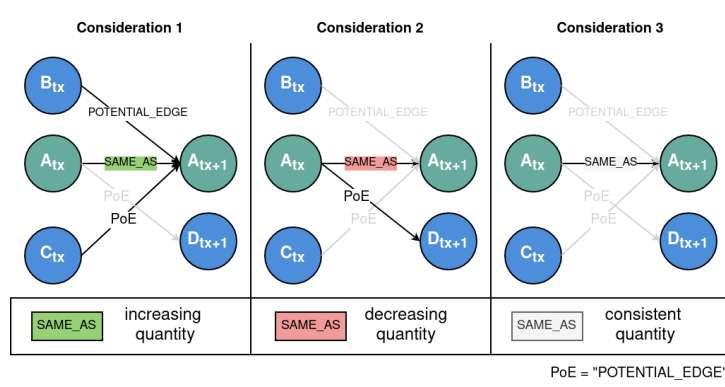 Consideration 1
Consideration 2
Consideration 3
Btx
POTENTIAL_EDGE
Atx
SAME_AS
Atx+1
PoE
PoE
Ctx
Dtx+1
Btx
POTENTIAL_EDGE
Atx
SAME_AS
Atx+1
PoE
PoE
Ctx
Dtx+1
Btx
POTENTIAL_EDGE
Atx
SAME_AS
Atx+1
PoE
PoE
Ctx
Dtx+1
SAME_AS
increasing
quantity
SAME_AS
decreasing
quantity
SAME_AS
consistent
quantity
PoE = "POTENTIAL_EDGE"